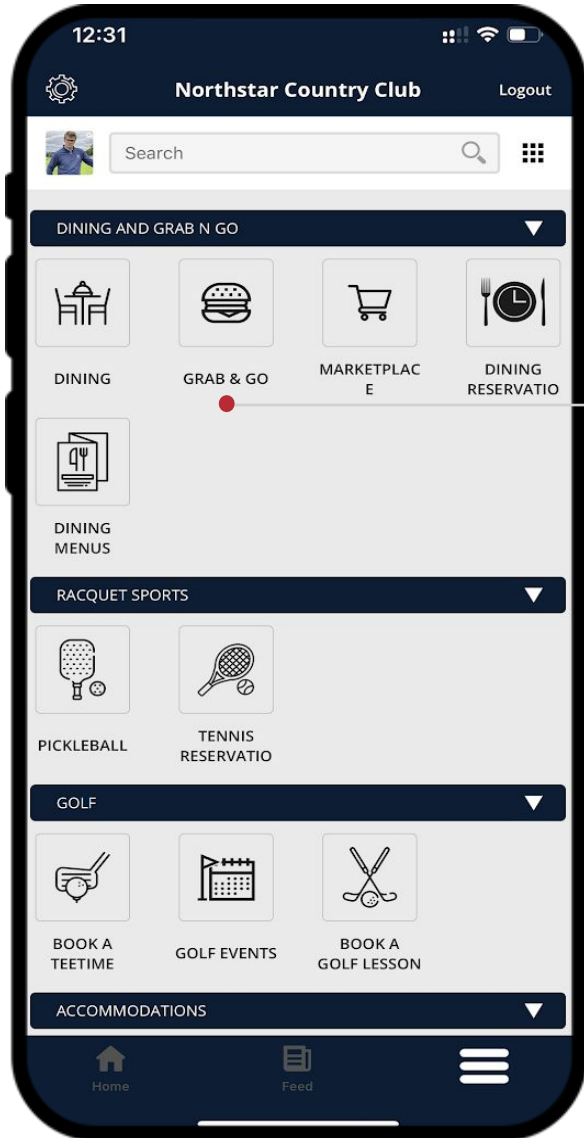 12:31
Northstar Country Club
Logout
Search
DINING AND GRAB N GO
DINING
GRAB & GO
MARKETPLAC
E
DINING
RESERVATIO
DINING
MENUS
RACQUET SPORTS
PICKLEBALL
TENNIS
RESERVATIO
GOLF
BOOK A
TEETIME
GOLF EVENTS
BOOK A
GOLF LESSON
ACCOMMODATIONS
Home
Feed